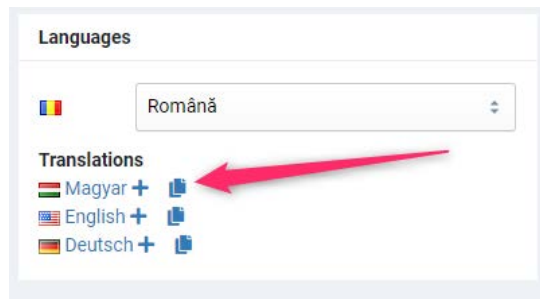 Languages
Română
Translations
Magyar +
English +
Deutsch +